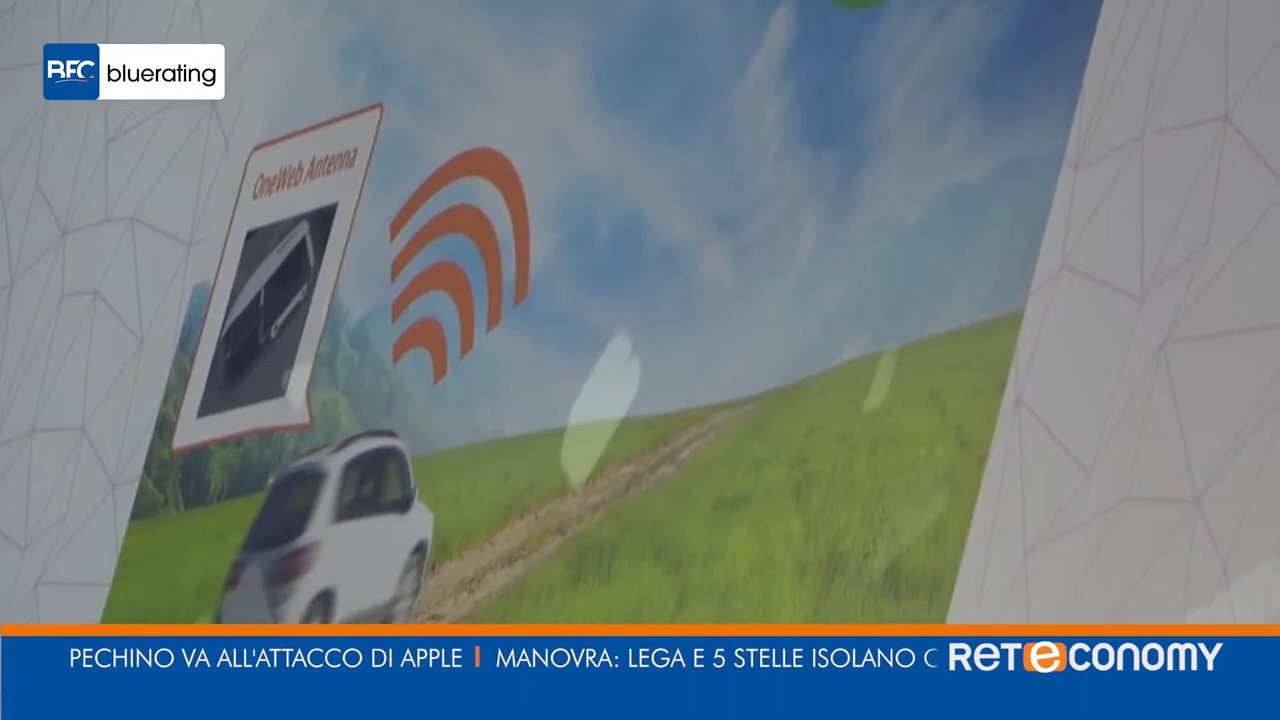 BFC bluerating
OneWeb Antenna
PECHINO VA ALL'ATTACCO DI APPLE | MANOVRA: LEGA E 5 STELLE ISOLANO
RETeCONOMY